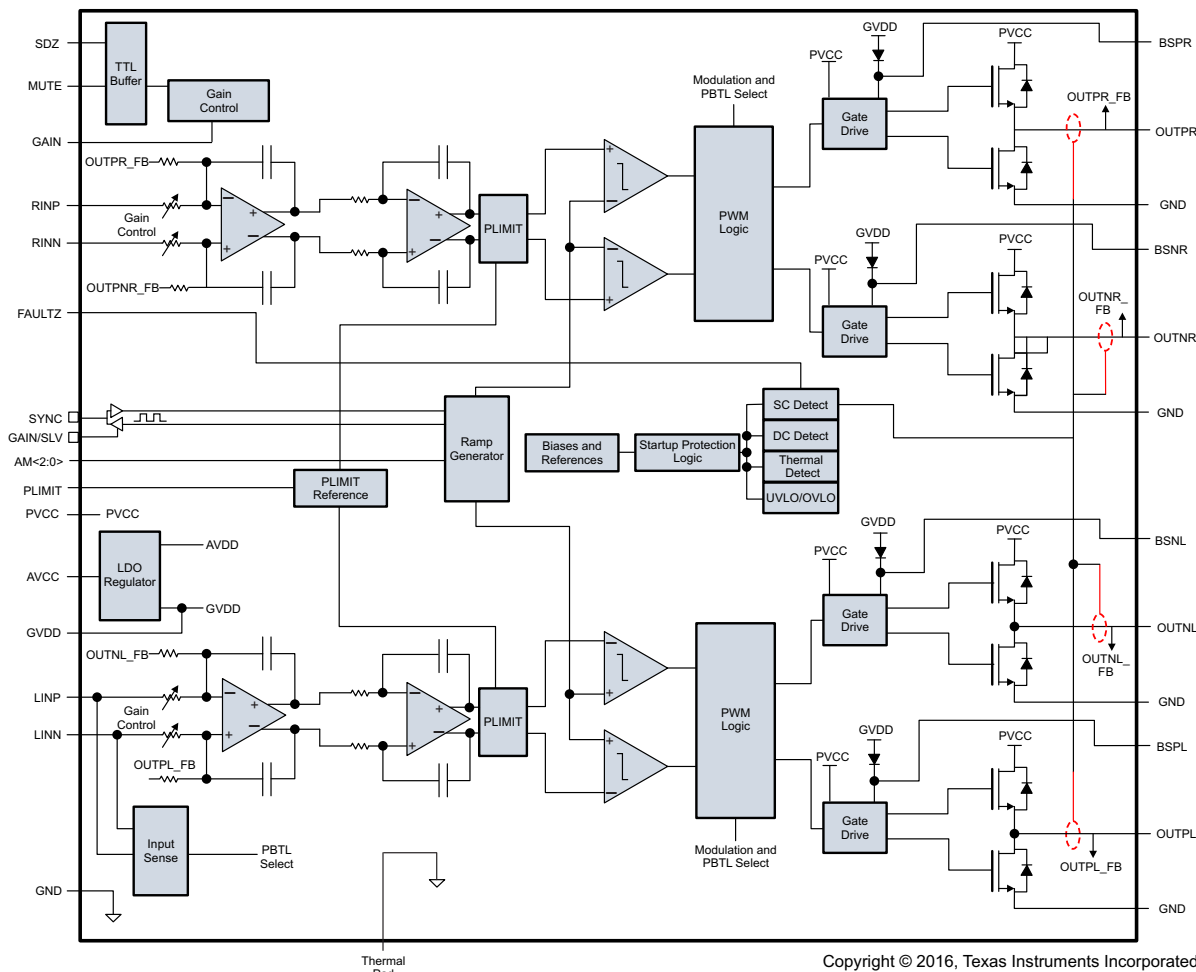 SDZ
TTL
Buffer
MUTE
Gain
Control
GAIN
OUTPR_FB
RINP
Gain
Control
RINN
OUTPNR_FB
FAULTZ
PLIMIT
Modulation and
PBTL Select
PWM
Logic
GVDD
PVCC
Gate
Drive
PVCC
BSPR
OUTPR_FB
OUTPR
GND
GVDD
PVCC
Gate
Drive
PVCC
BSNR
OUTNR_
FB
OUTNR
GND
SYNC
GAIN/SLV
AM<2:0>
PLIMIT
PLIMIT
Reference
Ramp
Generator
Biases and
References
Startup Protection
Logic
SC Detect
DC Detect
Thermal
Detect
UVLO/OVLO
PVCC
PVCC
AVCC
LDO
Regulator
AVDD
GVDD
GVDD
OUTNL_FB
LINP
Gain
Control
LINN
OUTPL_FB
PLIMIT
PWM
Logic
Modulation and
PBTL Select
GVDD
PVCC
Gate
Drive
PVCC
BSNL
OUTNL
OUTNL_
FB
GND
GVDD
PVCC
Gate
Drive
PVCC
BSPL
OUTPL
OUTPL_FB
GND
Input
Sense
PBTL
Select
GND
Thermal
Copyright © 2016, Texas Instruments Incorporated